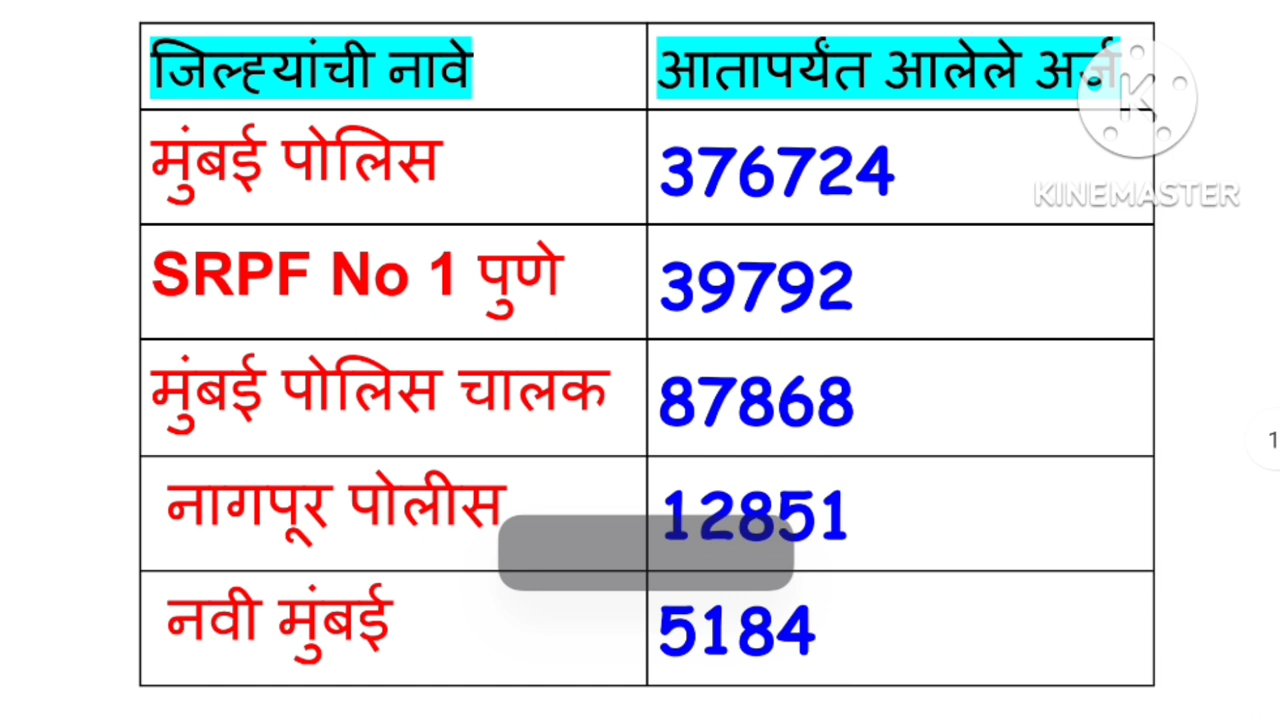 जिल्ह्यांची नावे आतापर्यंत आलेले अर्ज
मुंबई पोलिस 376724
KINEMASTER
SRPF No 1 पुणे 39792
मुंबई पोलिस चालक 87868
1
नागपूर पोलीस 12851
नवी मुंबई 5184